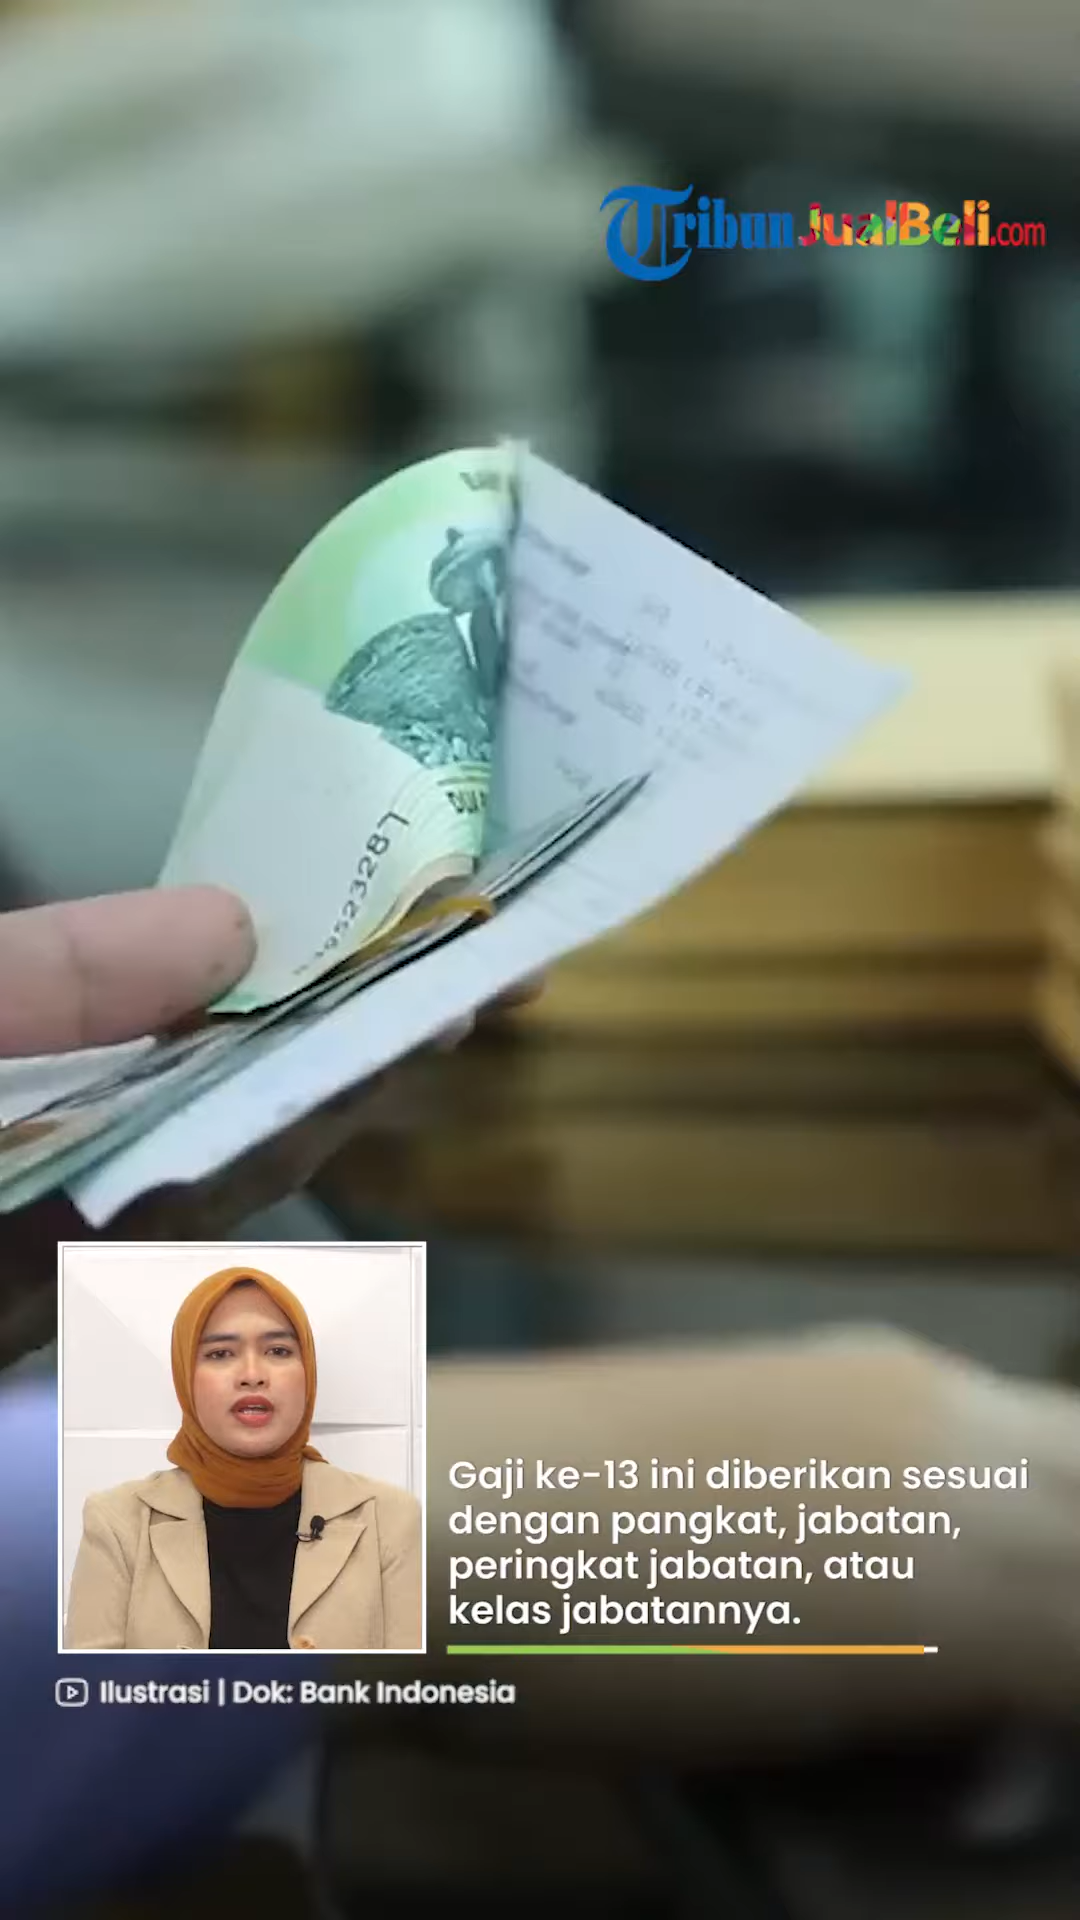 TribunJualBeli.com
Gaji ke-13 ini diberikan sesuai
dengan pangkat, jabatan,
peringkat jabatan, atau
kelas jabatannya.
Ilustrasi | Dok: Bank Indonesia